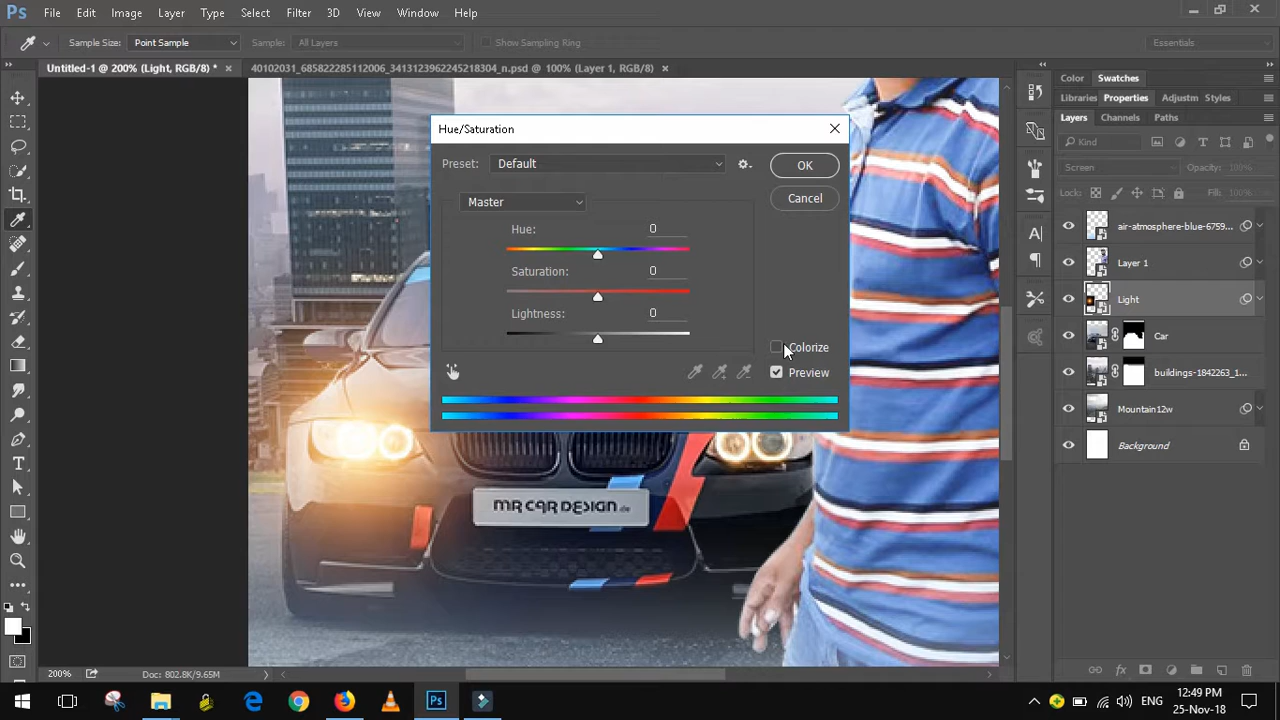 Ps File Edit Image Layer Type Select Filter 3D View Window Help
Sample Size: Point Sample Sample: All Layers Show Sampling Ring Essentials
Untitled-1 @ 200% (Light, RGB/8) * × 40102031_685822285112006_3413123962245218304_n.psd @ 100% (Layer 1, RGB/8) ×
Color Swatches
Libraries Properties Adjustm Styles
Layers Channels Paths
Kind
Screen Opacity: 100%
Lock: Fill: 100%
air-atmosphere-blue-6759...
Layer 1
Light
Car
buildings-1842263_1...
Mountain12w
Background
Hue/Saturation
Preset: Default
OK
Cancel
Master
Hue: 0
Saturation: 0
Lightness: 0
Colorize
Preview
MR CAR DESIGN.de
200% Doc: 802.8K/9.65M
Ps
ENG
12:49 PM
25-Nov-18